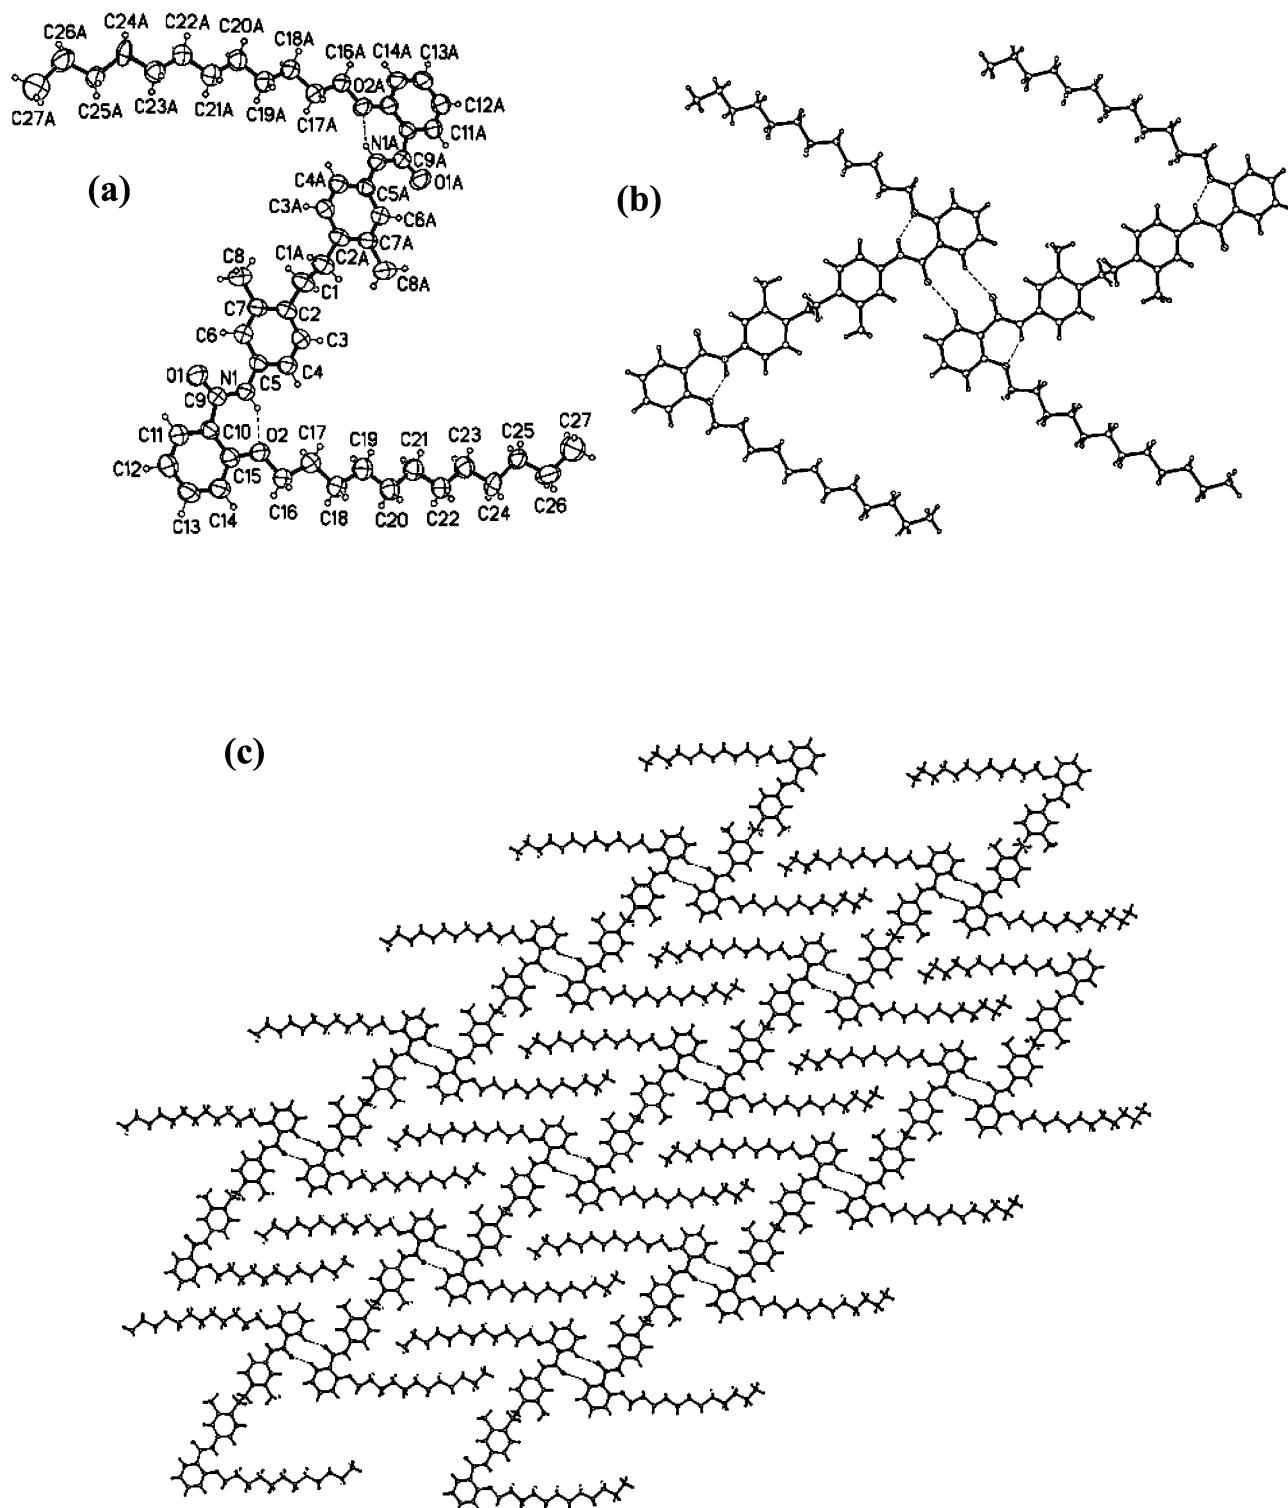 C26A C24A C22A C20A C18A C16A C14A C13A
O2A
C12A
C27A C25A C23A C21A C19A C17A C11A
N1A
C9A
(a) C4A C5A O1A (b)
C3A C6A
C1A C7A
C8 C2A C8A
C1
C7 C2
C6 C3
O1 N1 C5 C4
C9
C11 C10 O2 C17 C19 C21 C23 C25 C27
C12 C15
C13 C14 C16 C18 C20 C22 C24 C26
(c)